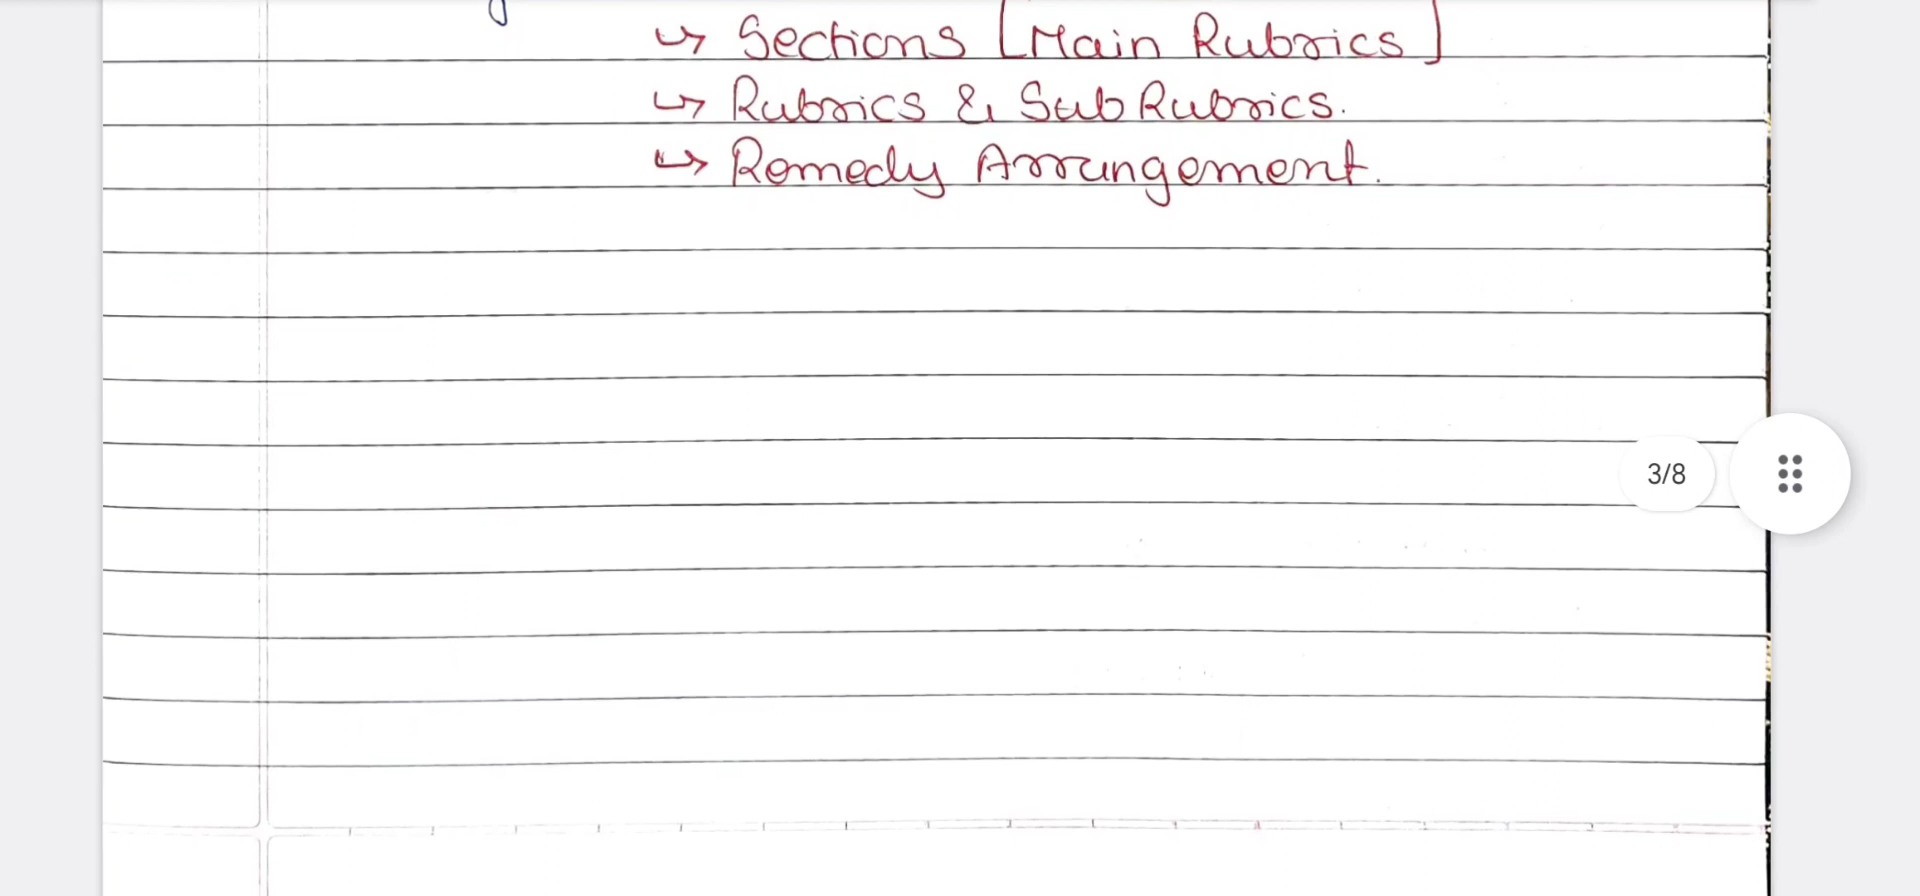 ↳ Sections [Main Rubrics]
↳ Rubrics & Sub Rubrics.
↳ Remedy Arrangement.
3/8